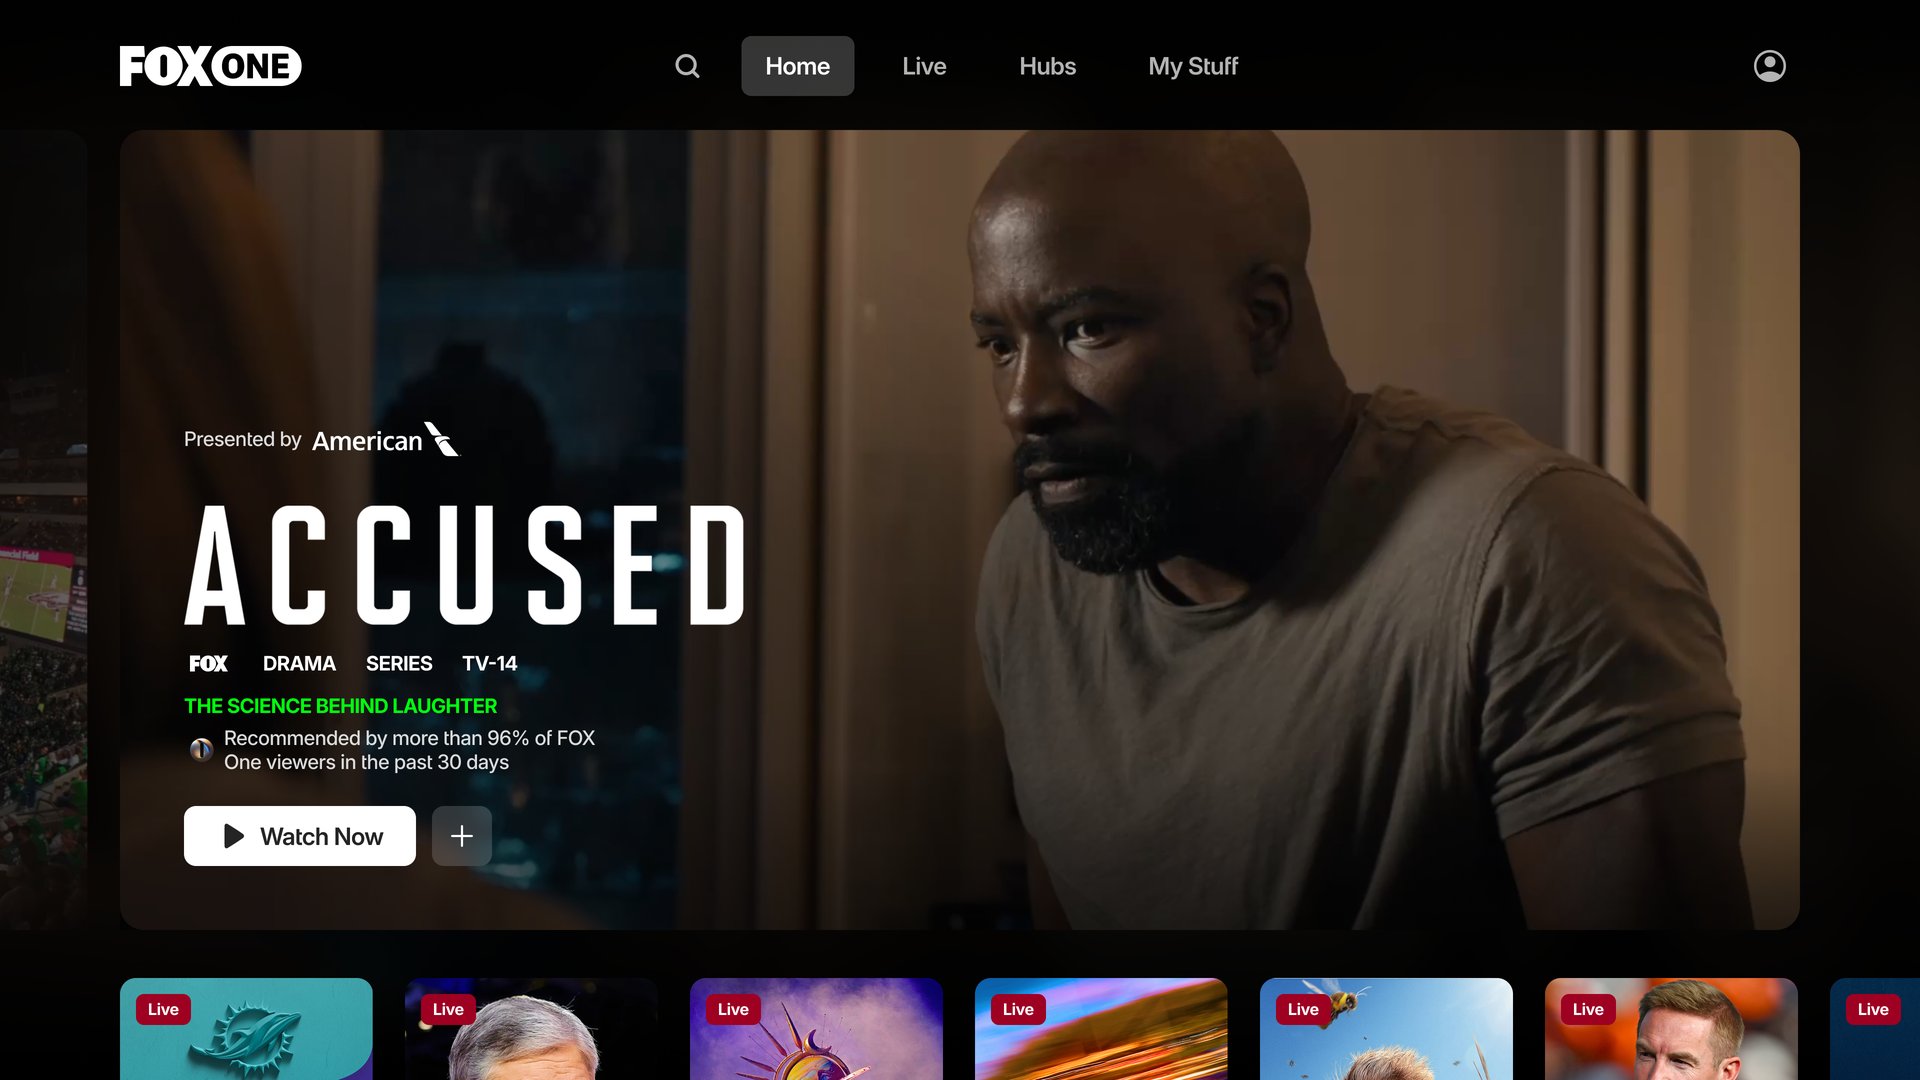 FOX ONE
Home
Live
Hubs
My Stuff
Presented by American
ACCUSED
FOX DRAMA SERIES TV-14
THE SCIENCE BEHIND LAUGHTER
Recommended by more than 96% of FOX
One viewers in the past 30 days
Watch Now
Live
Live
Live
Live
Live
Live
Live